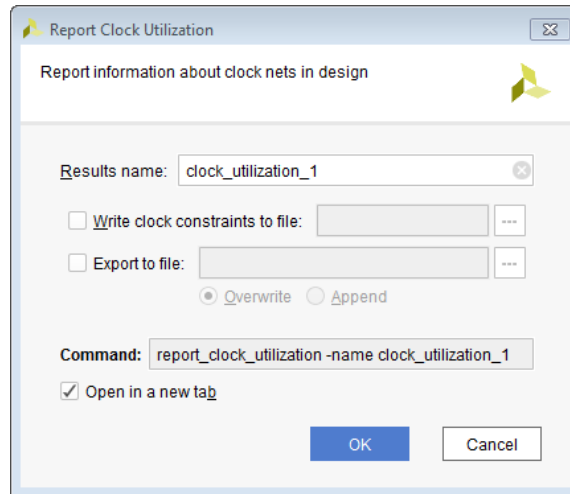 Report Clock Utilization
Report information about clock nets in design
Results name: clock_utilization_1
Write clock constraints to file: ---
Export to file: ---
Overwrite Append
Command: report_clock_utilization -name clock_utilization_1
Open in a new tab
OK Cancel